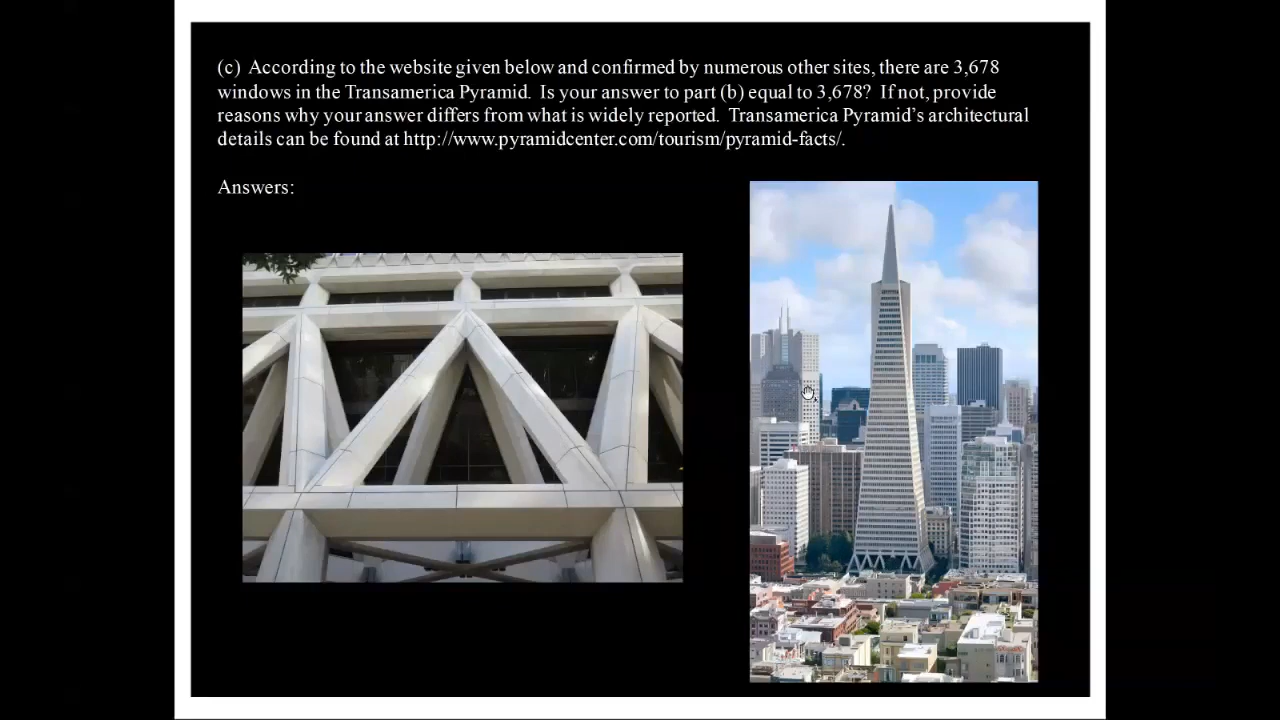 (c) According to the website given below and confirmed by numerous other sites, there are 3,678
windows in the Transamerica Pyramid. Is your answer to part (b) equal to 3,678? If not, provide
reasons why your answer differs from what is widely reported. Transamerica Pyramid's architectural
details can be found at http://www.pyramidcenter.com/tourism/pyramid-facts/.
Answers: